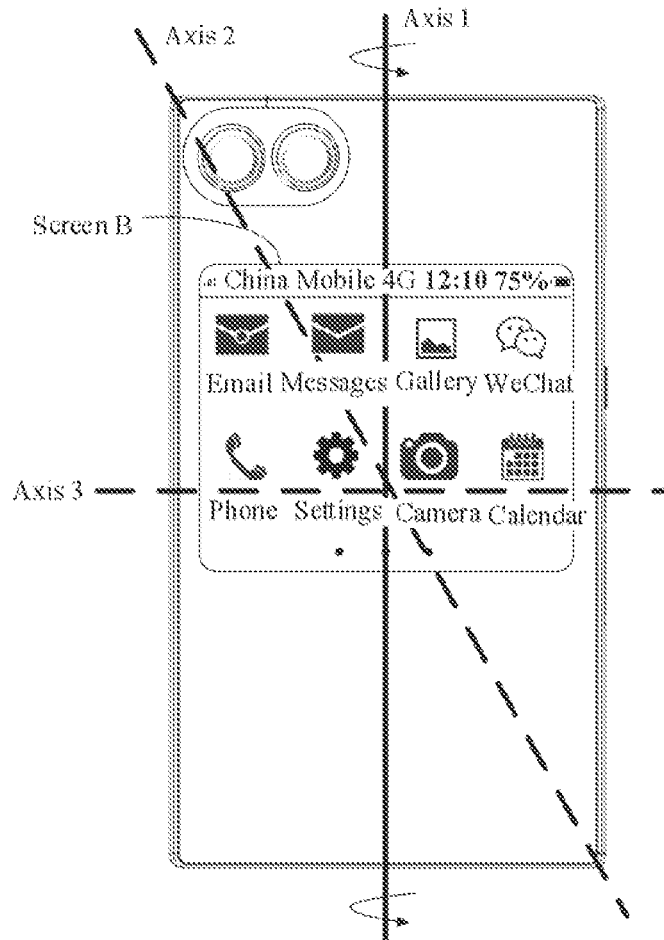 Axis 2
Axis 1
Screen B
China Mobile 4G 12:10 75%
Email Messages Gallery WeChat
Axis 3
Phone Settings Camera Calendar